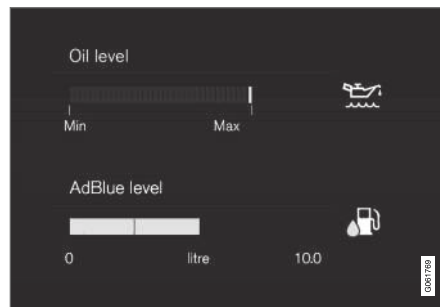 Oil level
Min Max
AdBlue level
0 litre 10.0
G061769